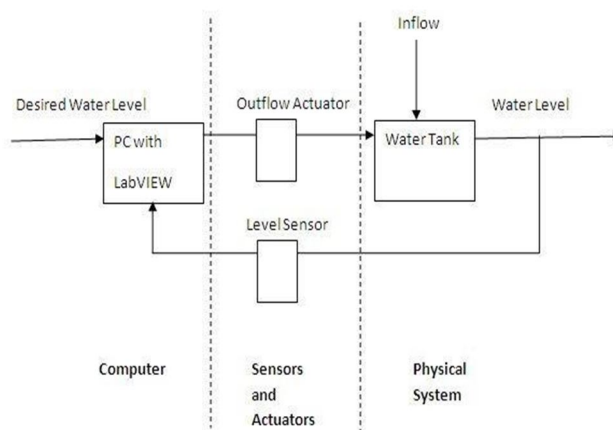 Inflow
Desired Water Level
Outflow Actuator
Water Level
PC with
LabVIEW
Water Tank
Level Sensor
Computer
Sensors
and
Actuators
Physical
System